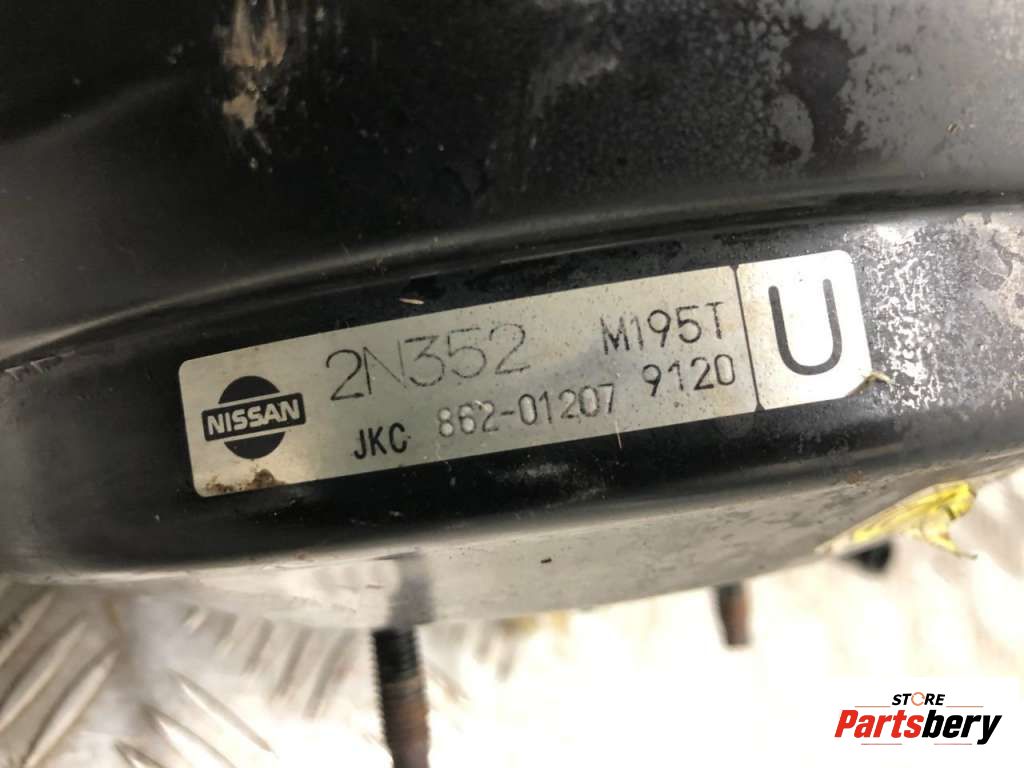 NISSAN
2N352 M195T
JKC 862-01207 9120
U
STORE
Partsbery